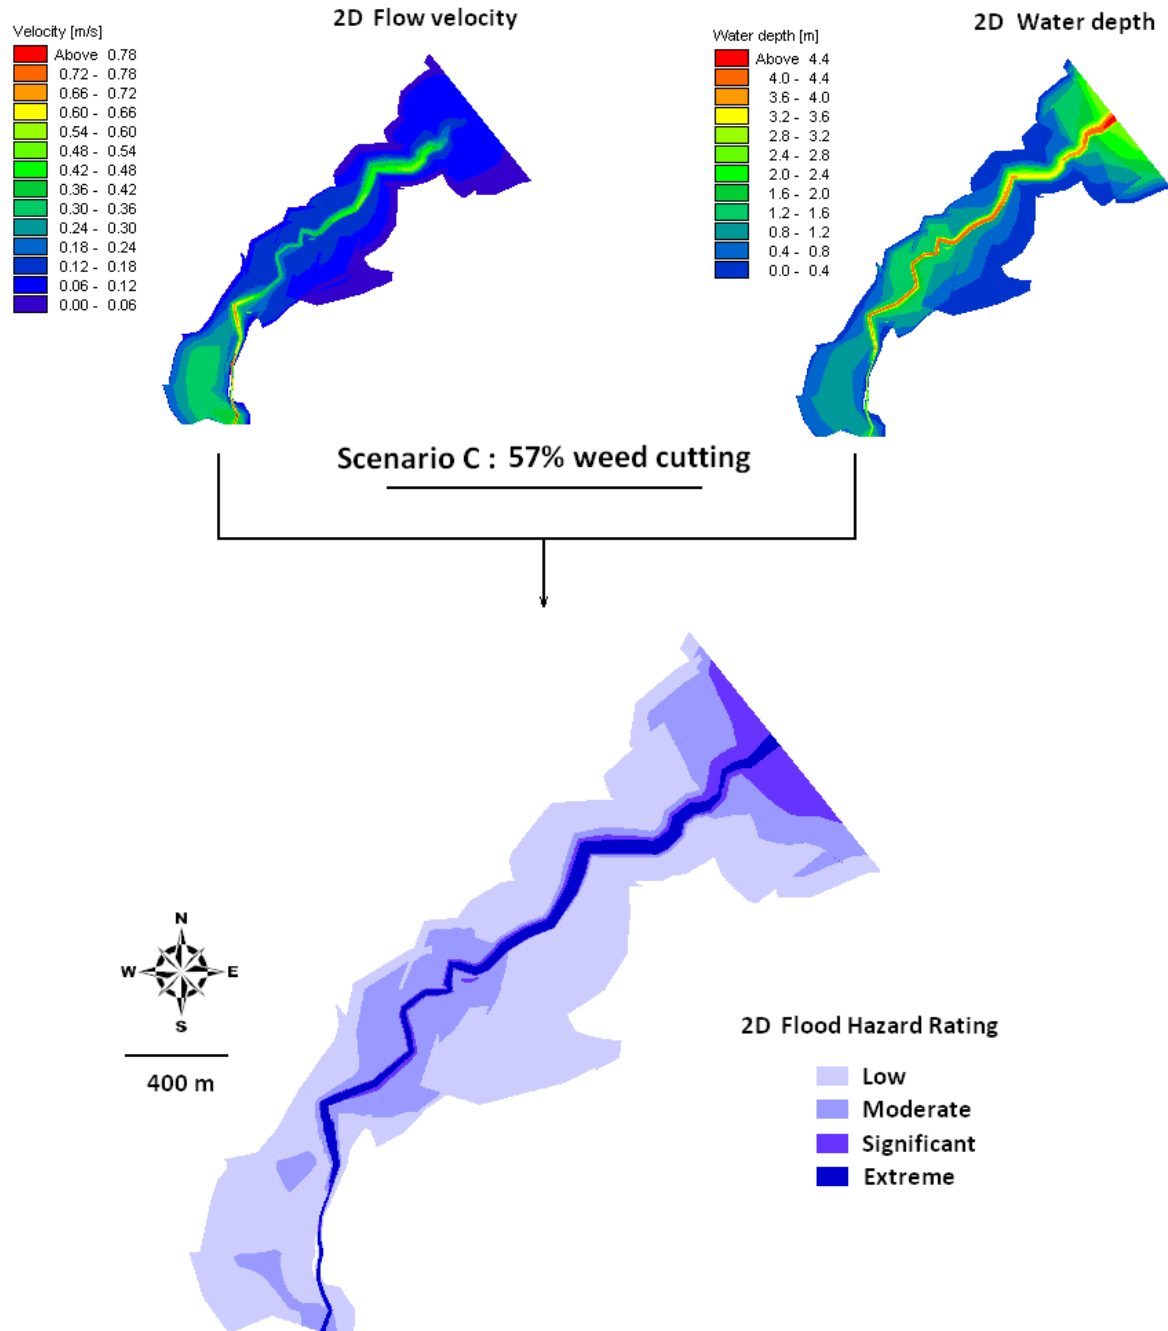 2D Flow velocity
Velocity [m/s]
Above 0.78
0.72 - 0.78
0.66 - 0.72
0.60 - 0.66
0.54 - 0.60
0.48 - 0.54
0.42 - 0.48
0.36 - 0.42
0.30 - 0.36
0.24 - 0.30
0.18 - 0.24
0.12 - 0.18
0.06 - 0.12
0.00 - 0.06
2D Water depth
Water depth [m]
Above 4.4
4.0 - 4.4
3.6 - 4.0
3.2 - 3.6
2.8 - 3.2
2.4 - 2.8
2.0 - 2.4
1.6 - 2.0
1.2 - 1.6
0.8 - 1.2
0.4 - 0.8
0.0 - 0.4
Scenario C : 57% weed cutting
N
W E
S
400 m
2D Flood Hazard Rating
Low
Moderate
Significant
Extreme